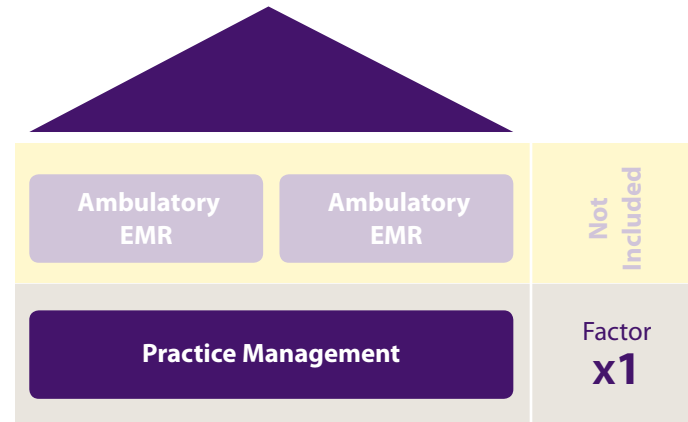 Ambulatory
EMR
Ambulatory
EMR
Not
Included
Practice Management
Factor
x1